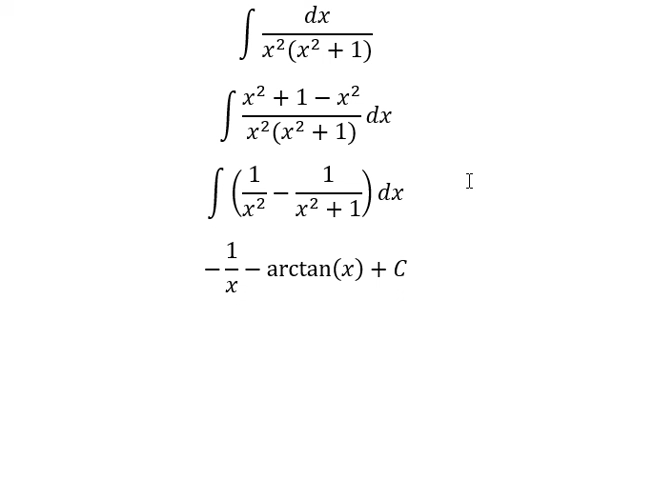 ∫ dx / x²(x² + 1)
∫ x² + 1 − x² / x²(x² + 1) dx
∫ (1 / x² − 1 / x² + 1) dx
− 1 / x − arctan(x) + C